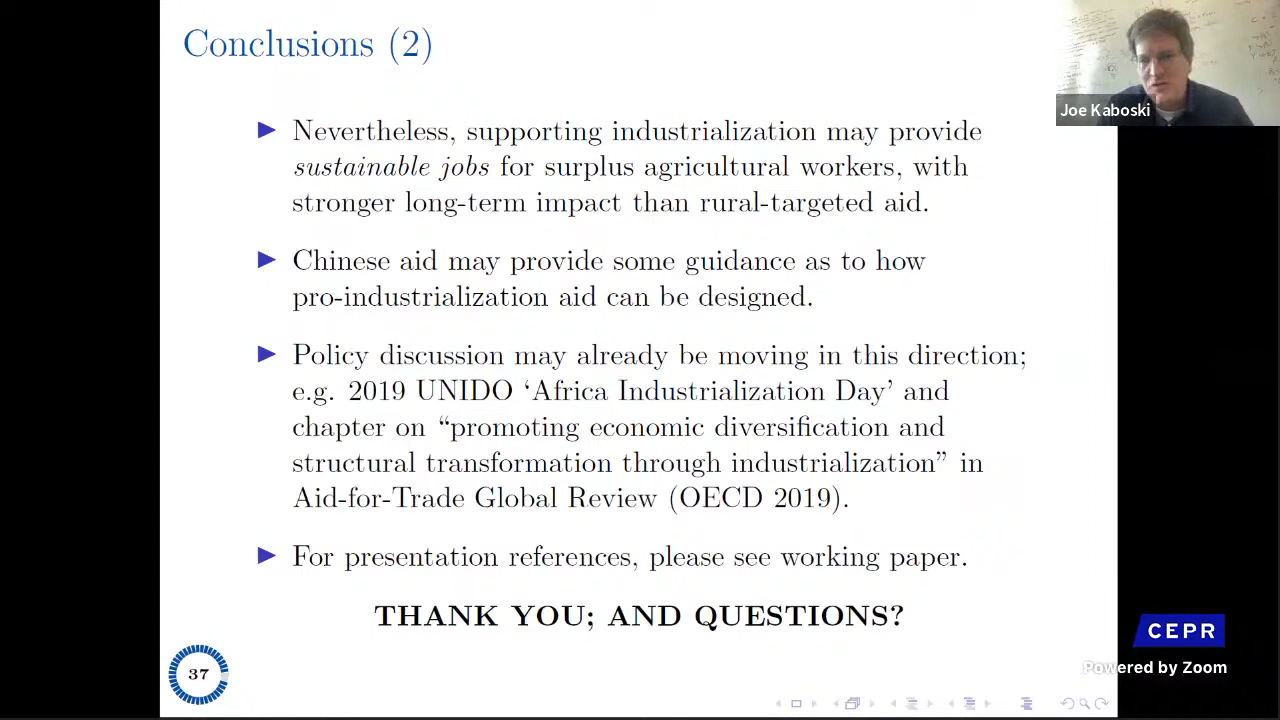 Conclusions (2)
Joe Kaboski
Nevertheless, supporting industrialization may provide
sustainable jobs for surplus agricultural workers, with
stronger long-term impact than rural-targeted aid.
Chinese aid may provide some guidance as to how
pro-industrialization aid can be designed.
Policy discussion may already be moving in this direction;
e.g. 2019 UNIDO ‘Africa Industrialization Day’ and
chapter on “promoting economic diversification and
structural transformation through industrialization” in
Aid-for-Trade Global Review (OECD 2019).
For presentation references, please see working paper.
THANK YOU; AND QUESTIONS?
37
CEPR
Powered by Zoom